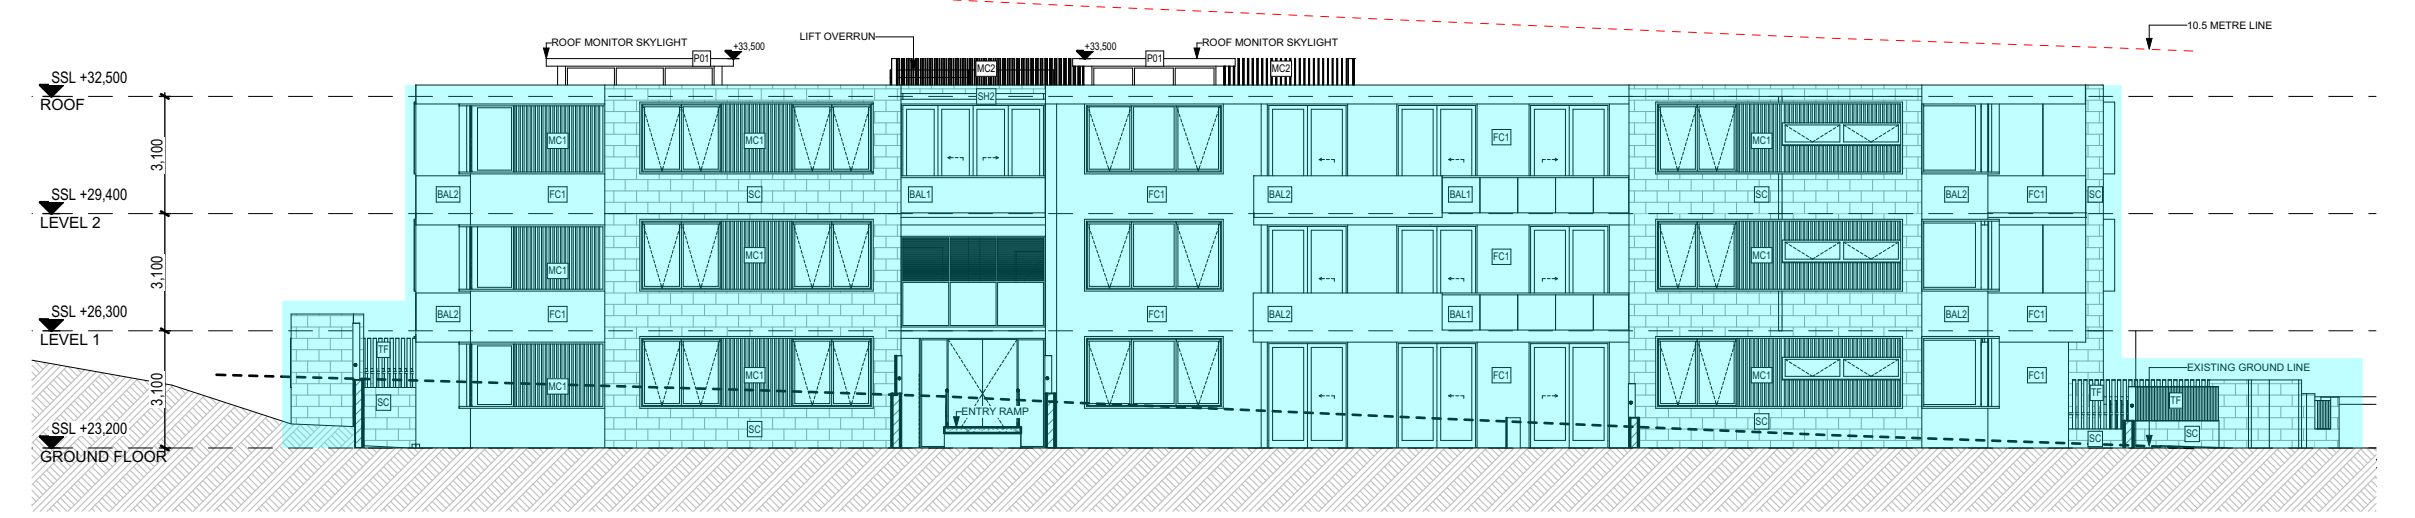 10.5 METRE LINE
LIFT OVERRUN
ROOF MONITOR SKYLIGHT
+33,500
+33,500
ROOF MONITOR SKYLIGHT
P01
P01
MC2
MC2
SSL +32,500
ROOF
SH2
3,100
MC1
MC1
FC1
MC1
SSL +29,400
LEVEL 2
BAL2
FC1
SC
BAL1
FC1
BAL2
BAL1
SC
BAL2
FC1
SC
3,100
MC1
MC1
FC1
MC1
SSL +26,300
LEVEL 1
BAL2
FC1
FC1
BAL2
BAL1
BAL2
FC1
TF
3,100
MC1
MC1
FC1
MC1
FC1
EXISTING GROUND LINE
TF
TF
SC
ENTRY RAMP
SSL +23,200
GROUND FLOOR
SC
SC
SC
SC